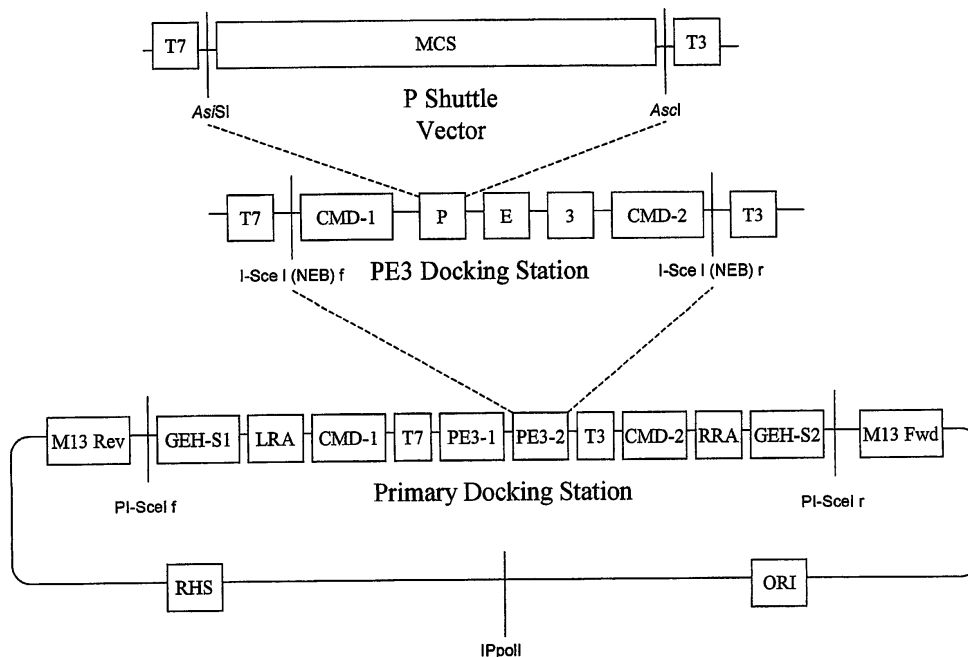 T7 MCS T3
AsiSI AscI
P Shuttle
Vector
T7 CMD-1 P E 3 CMD-2 T3
I-Sce I (NEB) f PE3 Docking Station I-Sce I (NEB) r
M13 Rev GEH-S1 LRA CMD-1 T7 PE3-1 PE3-2 T3 CMD-2 RRA GEH-S2 M13 Fwd
PI-SceI f Primary Docking Station PI-SceI r
RHS ORI
IPpoII